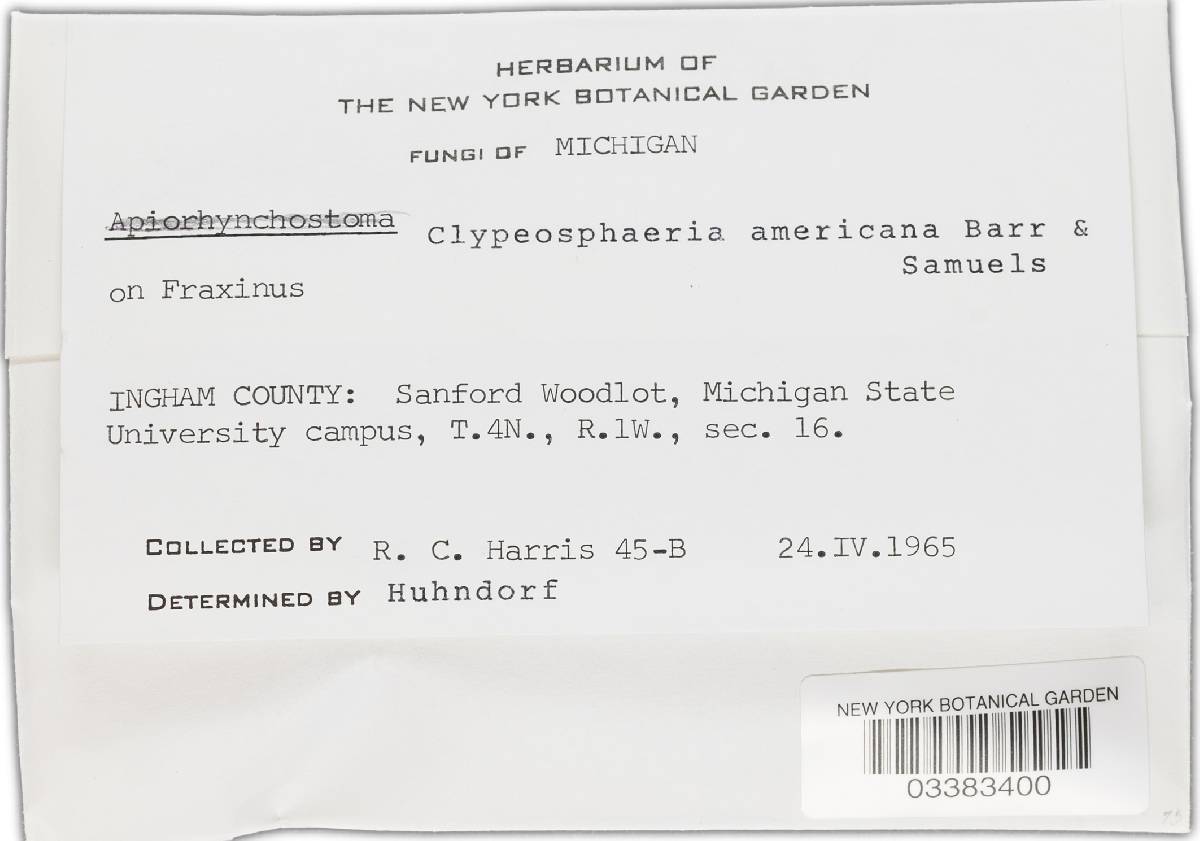 HERBARIUM OF
THE NEW YORK BOTANICAL GARDEN
FUNGI OF MICHIGAN
Apiorhynchostoma Clypeosphaeria americana Barr &
Samuels
on Fraxinus
INGHAM COUNTY: Sanford Woodlot, Michigan State
University campus, T.4N., R.1W., sec. 16.
COLLECTED BY R. C. Harris 45-B 24.IV.1965
DETERMINED BY Huhndorf
NEW YORK BOTANICAL GARDEN
03383400